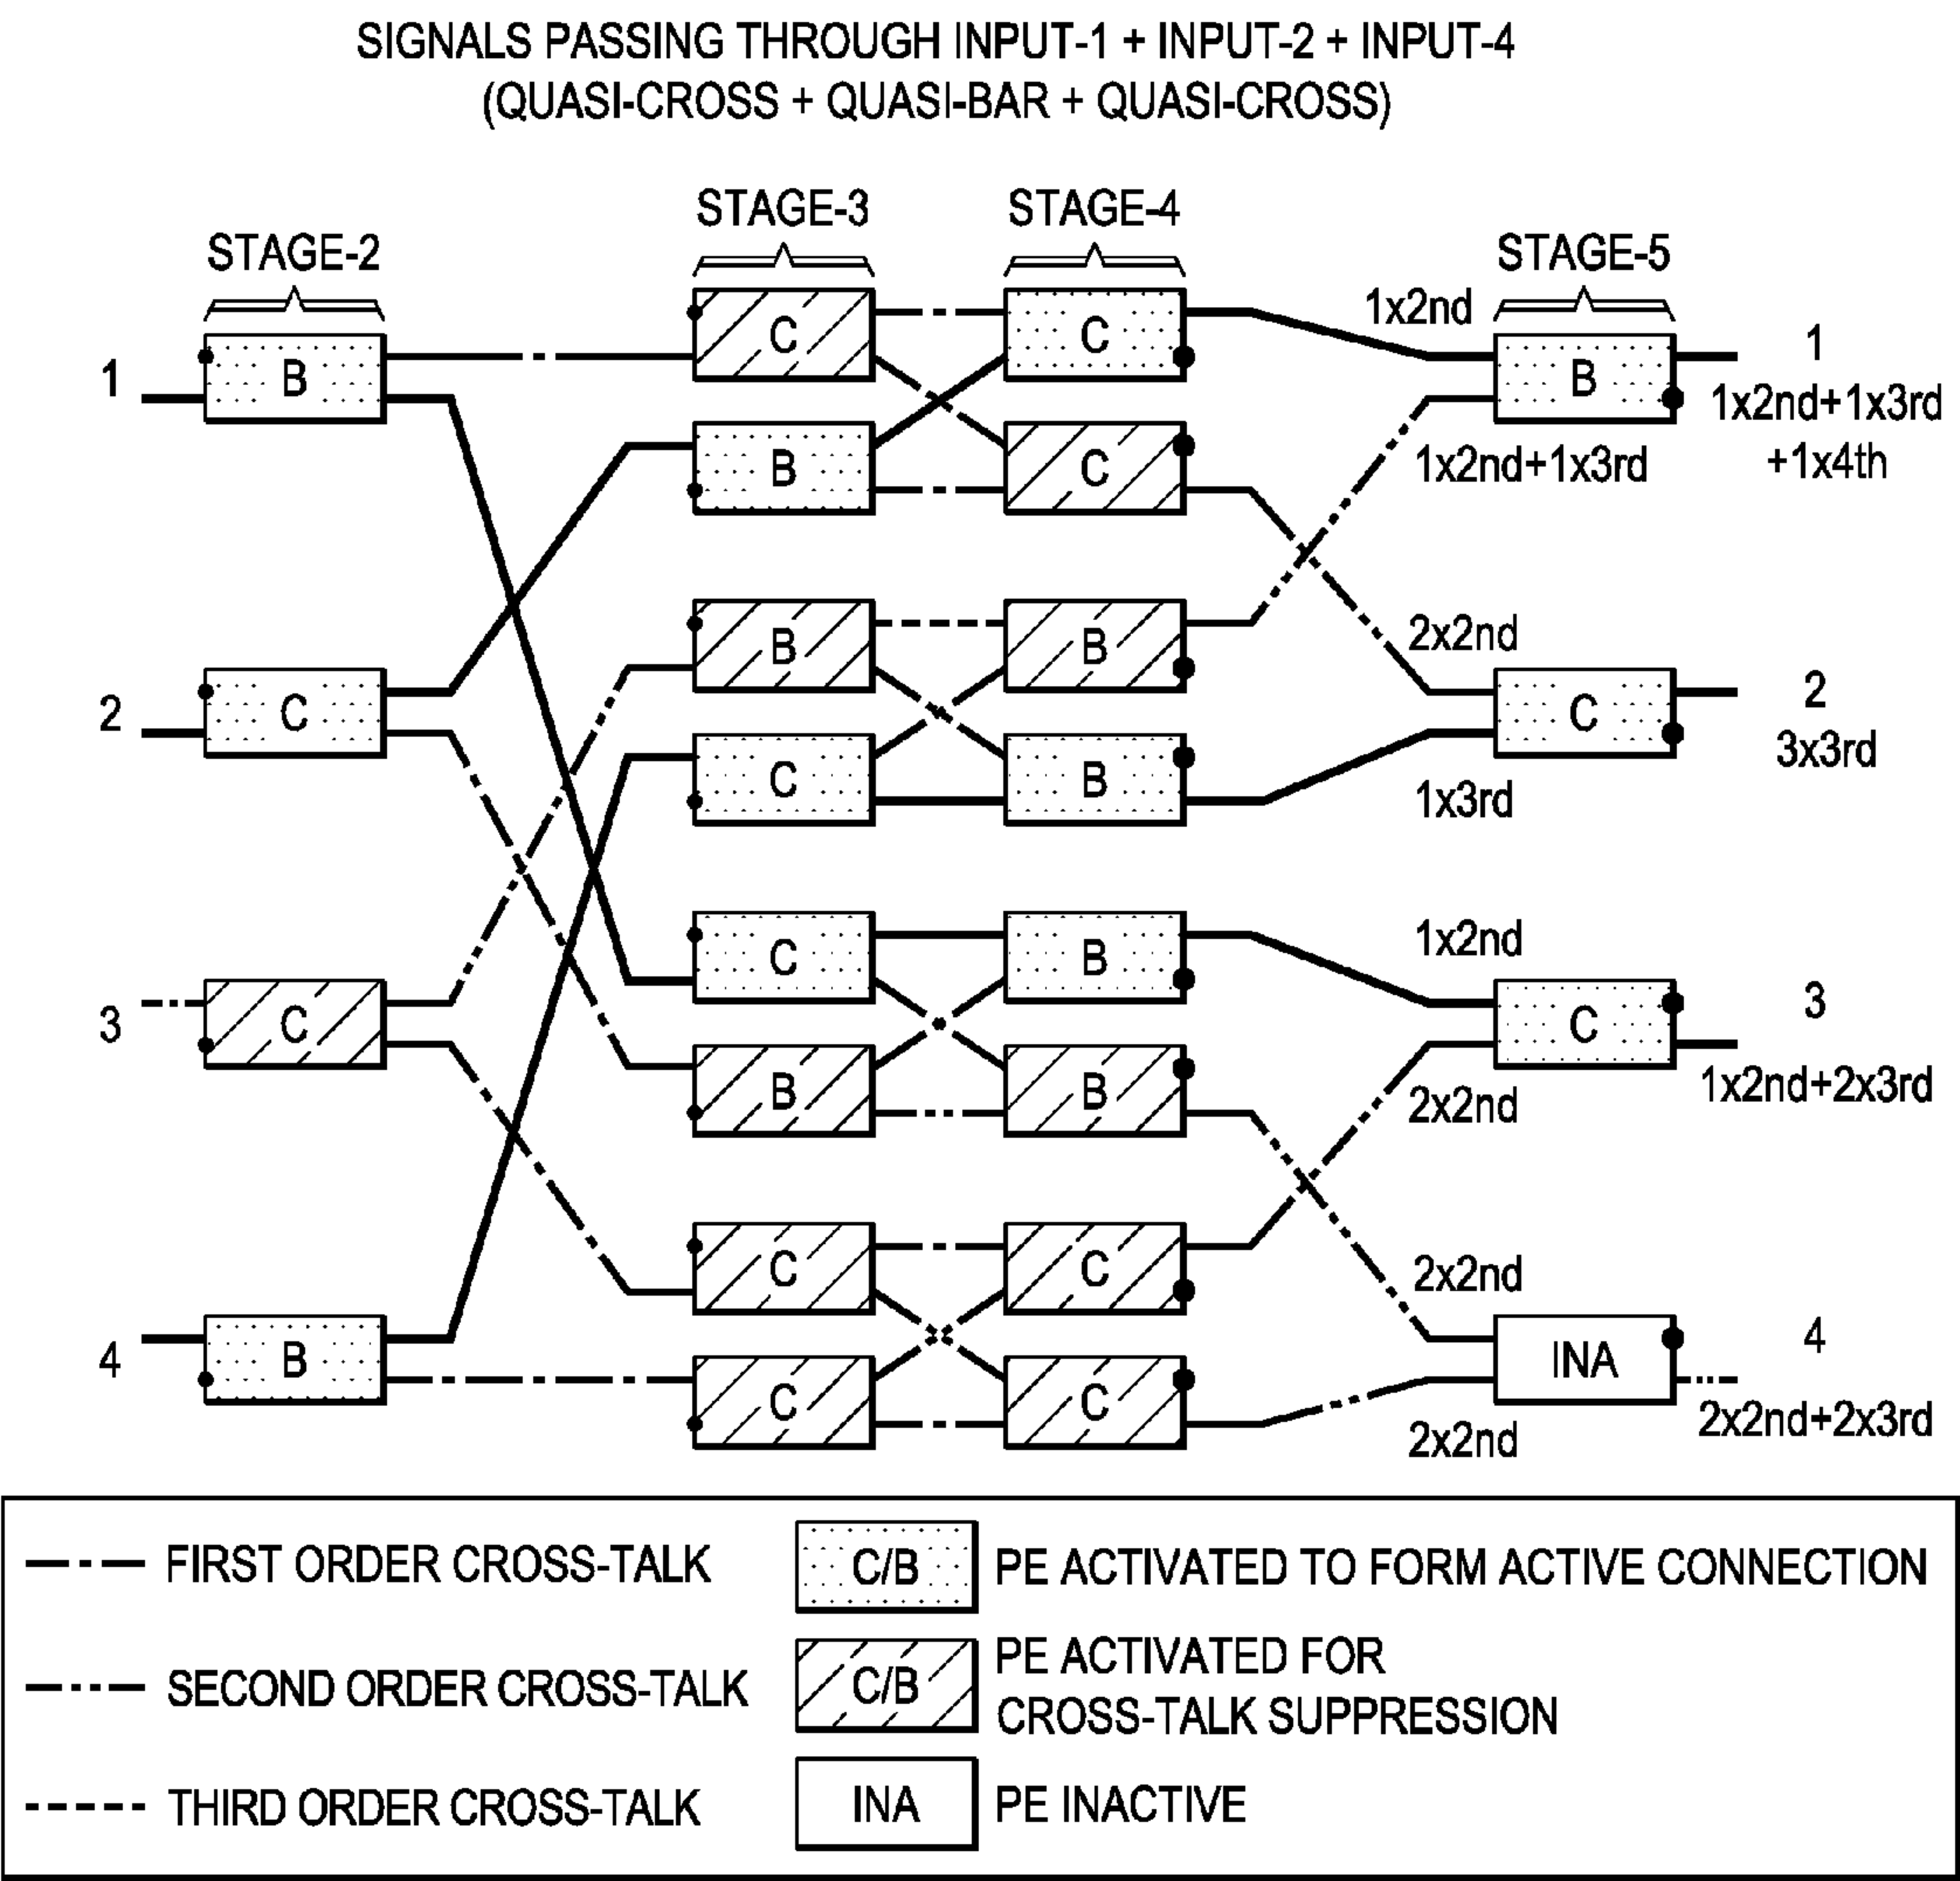 SIGNALS PASSING THROUGH INPUT-1 + INPUT-2 + INPUT-4
(QUASI-CROSS + QUASI-BAR + QUASI-CROSS)
STAGE-2
STAGE-3
STAGE-4
STAGE-5
1
B
C
C
1x2nd
B
1
1x2nd+1x3rd
+1x4th
B
C
1x2nd+1x3rd
2
C
B
B
2x2nd
C
2
3x3rd
C
B
1x3rd
3
C
C
B
1x2nd
C
3
1x2nd+2x3rd
B
B
2x2nd
4
B
C
C
2x2nd
INA
4
2x2nd+2x3rd
C
C
2x2nd
FIRST ORDER CROSS-TALK
C/B
PE ACTIVATED TO FORM ACTIVE CONNECTION
SECOND ORDER CROSS-TALK
C/B
PE ACTIVATED FOR
CROSS-TALK SUPPRESSION
THIRD ORDER CROSS-TALK
INA
PE INACTIVE